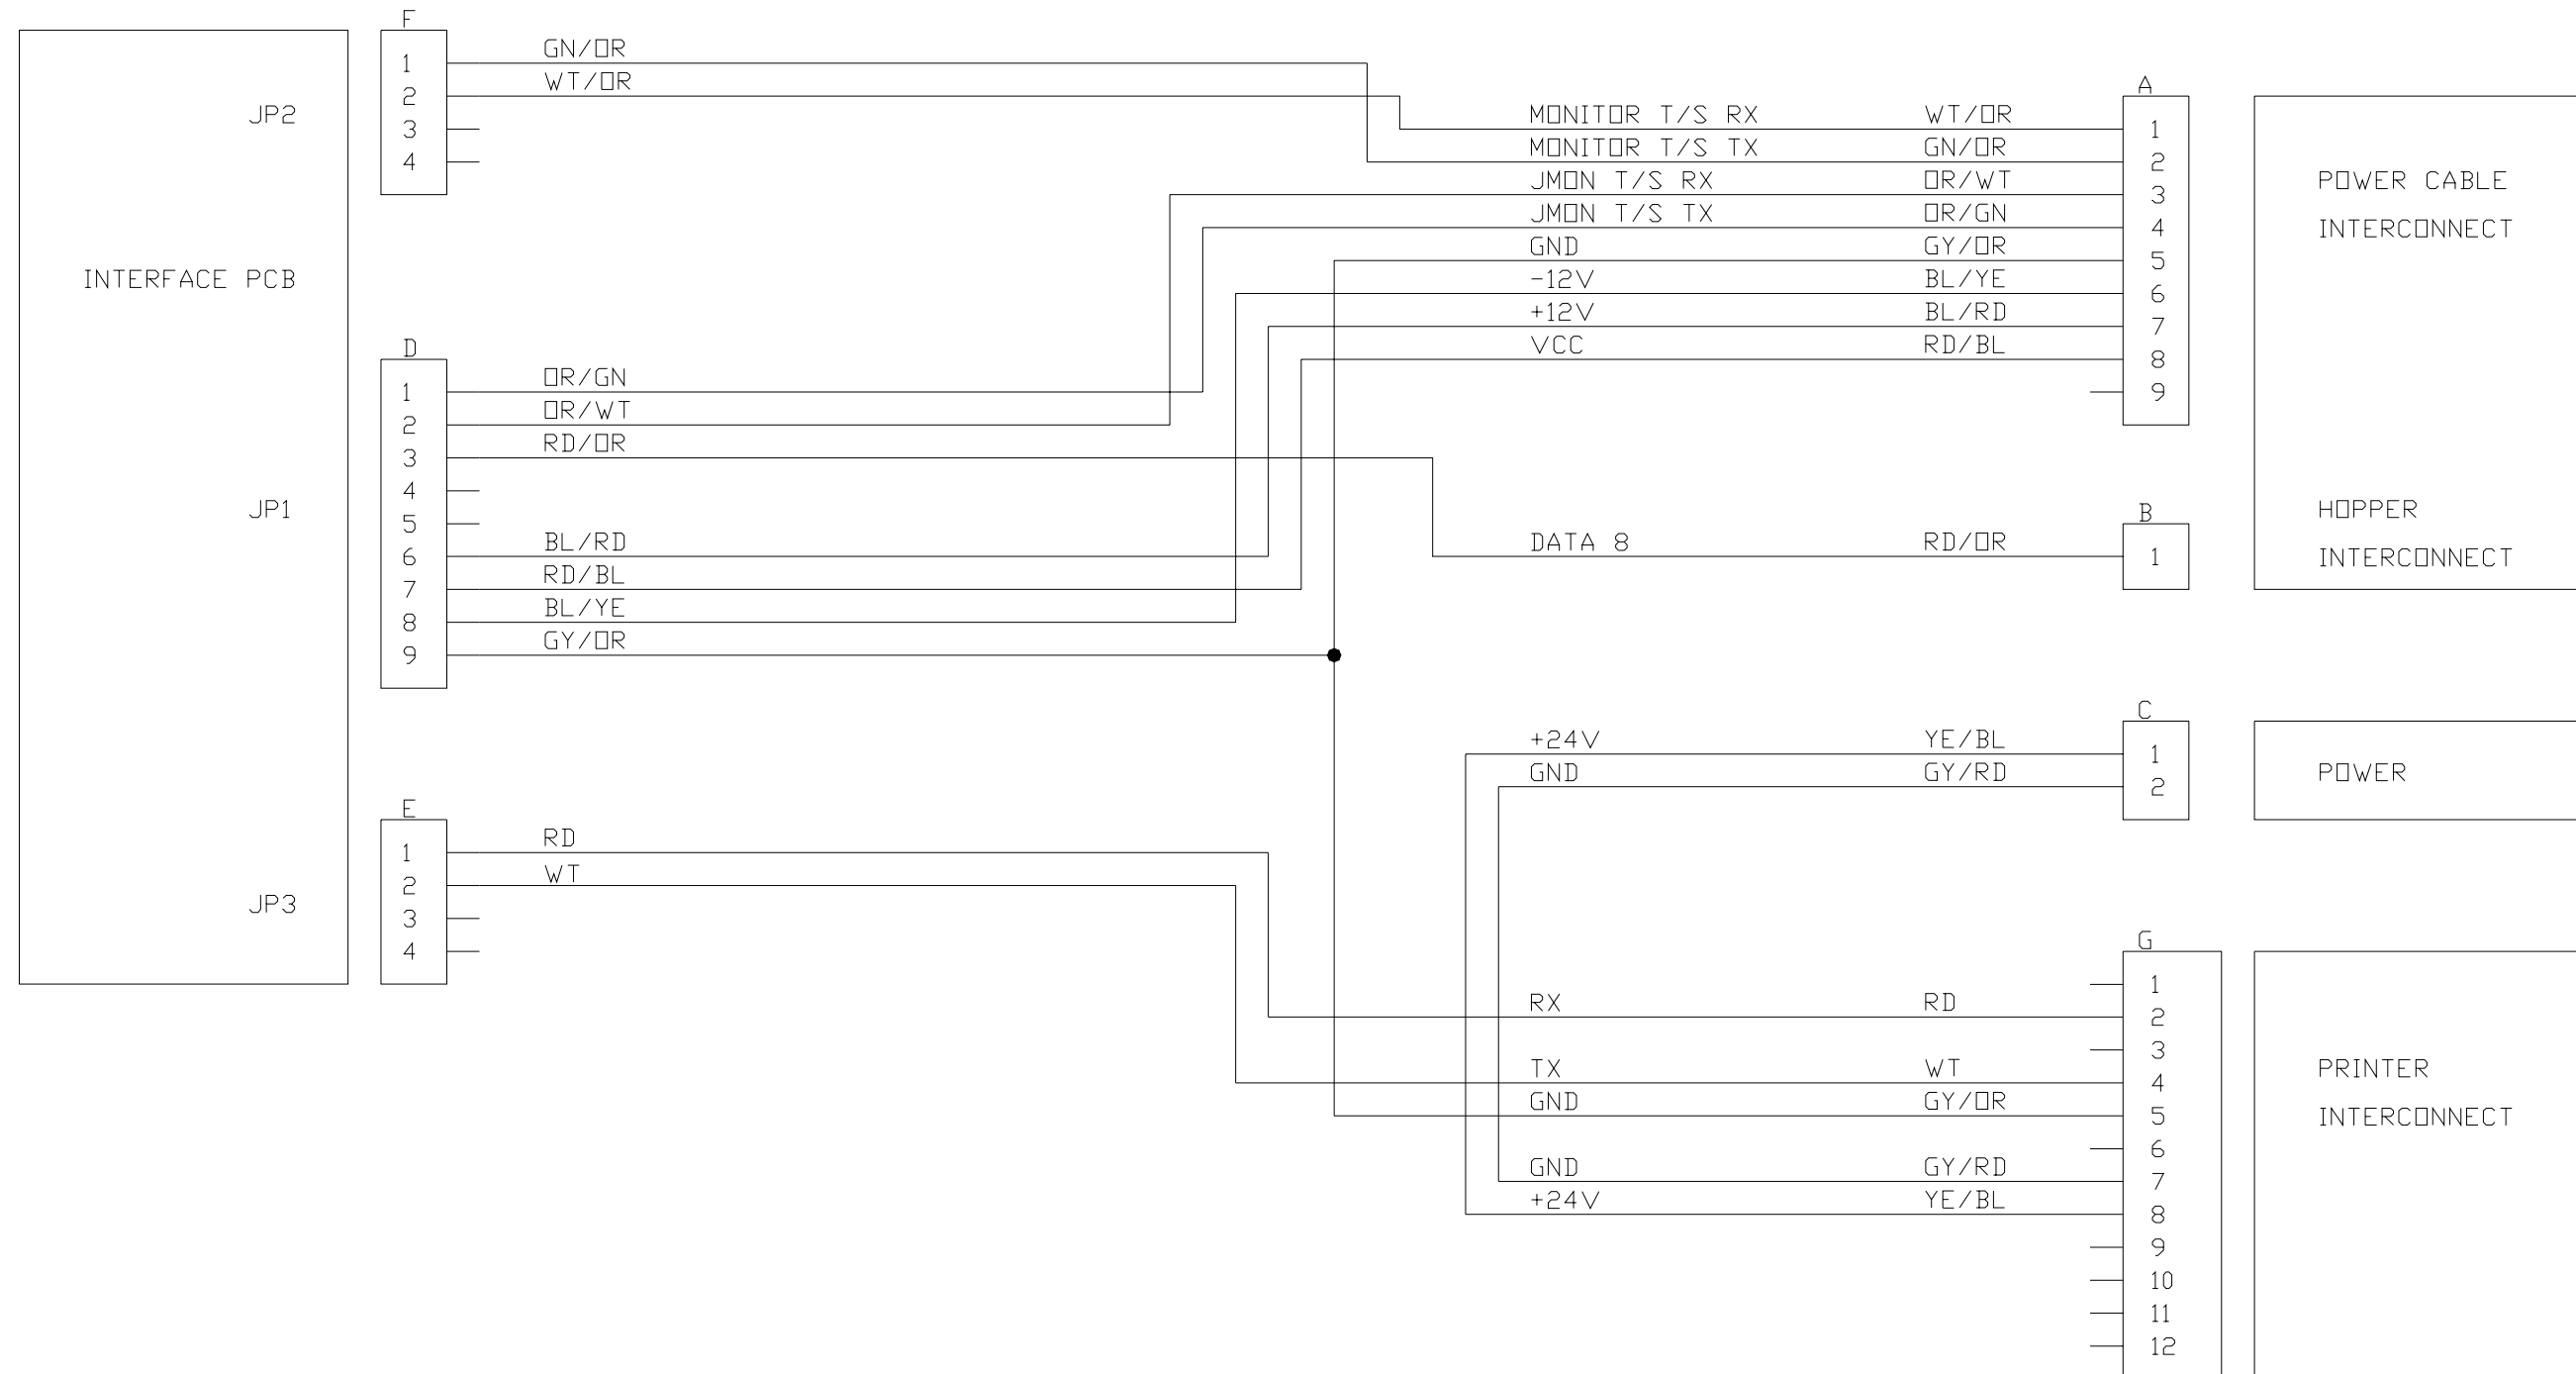 F
1
2
3
4
GN/OR
WT/OR
JP2
INTERFACE PCB
JP1
JP3
D
1
2
3
4
5
6
7
8
9
OR/GN
OR/WT
RD/OR
BL/RD
RD/BL
BL/YE
GY/OR
E
1
2
3
4
RD
WT
A
MONITOR T/S RX WT/OR 1
MONITOR T/S TX GN/OR 2
JMON T/S RX OR/WT 3
JMON T/S TX OR/GN 4
GND GY/OR 5
-12V BL/YE 6
+12V BL/RD 7
VCC RD/BL 8
9
POWER CABLE
INTERCONNECT
B
DATA 8 RD/OR 1
HOPPER
INTERCONNECT
C
+24V YE/BL 1
GND GY/RD 2
POWER
G
1
RX RD 2
3
TX WT 4
GND GY/OR 5
6
GND GY/RD 7
+24V YE/BL 8
9
10
11
12
PRINTER
INTERCONNECT